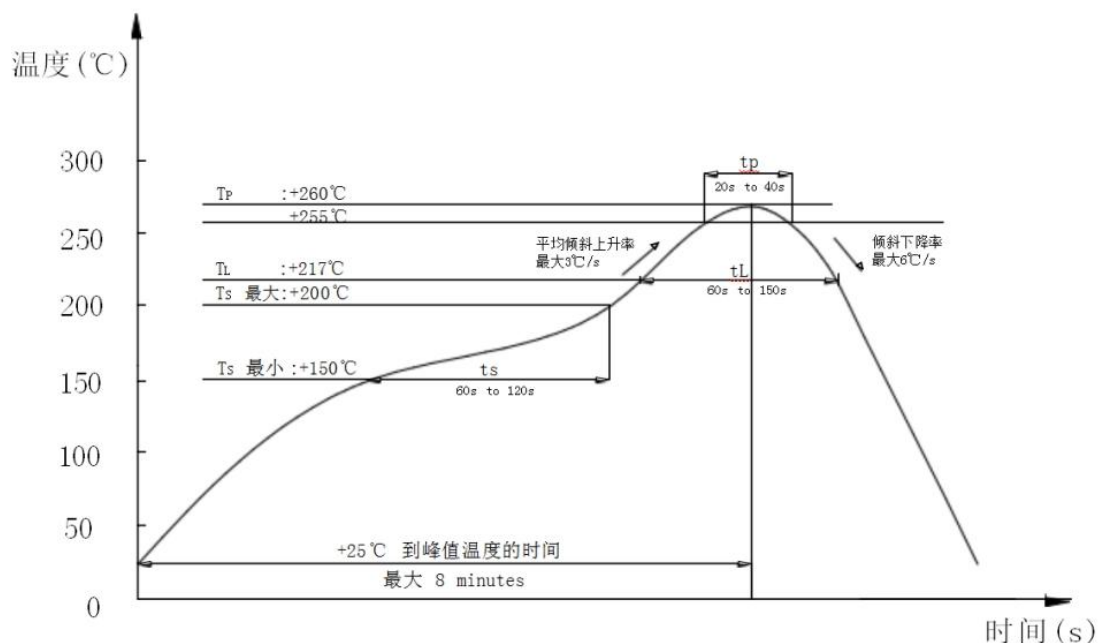 温度(℃)
300
250
200
150
100
50
0
tp
20s to 40s
TP :+260℃
+255℃
平均倾斜上升率
最大3℃/s
倾斜下降率
最大6℃/s
TL :+217℃
tL
60s to 150s
Ts 最大:+200℃
Ts 最小:+150℃
ts
60s to 120s
+25℃ 到峰值温度的时间
最大 8 minutes
时间(s)